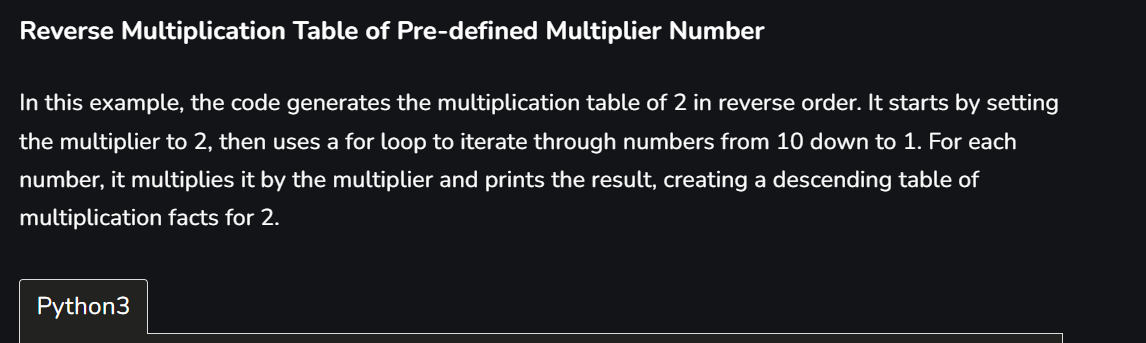 Reverse Multiplication Table of Pre-defined Multiplier Number
In this example, the code generates the multiplication table of 2 in reverse order. It starts by setting
the multiplier to 2, then uses a for loop to iterate through numbers from 10 down to 1. For each
number, it multiplies it by the multiplier and prints the result, creating a descending table of
multiplication facts for 2.
Python3